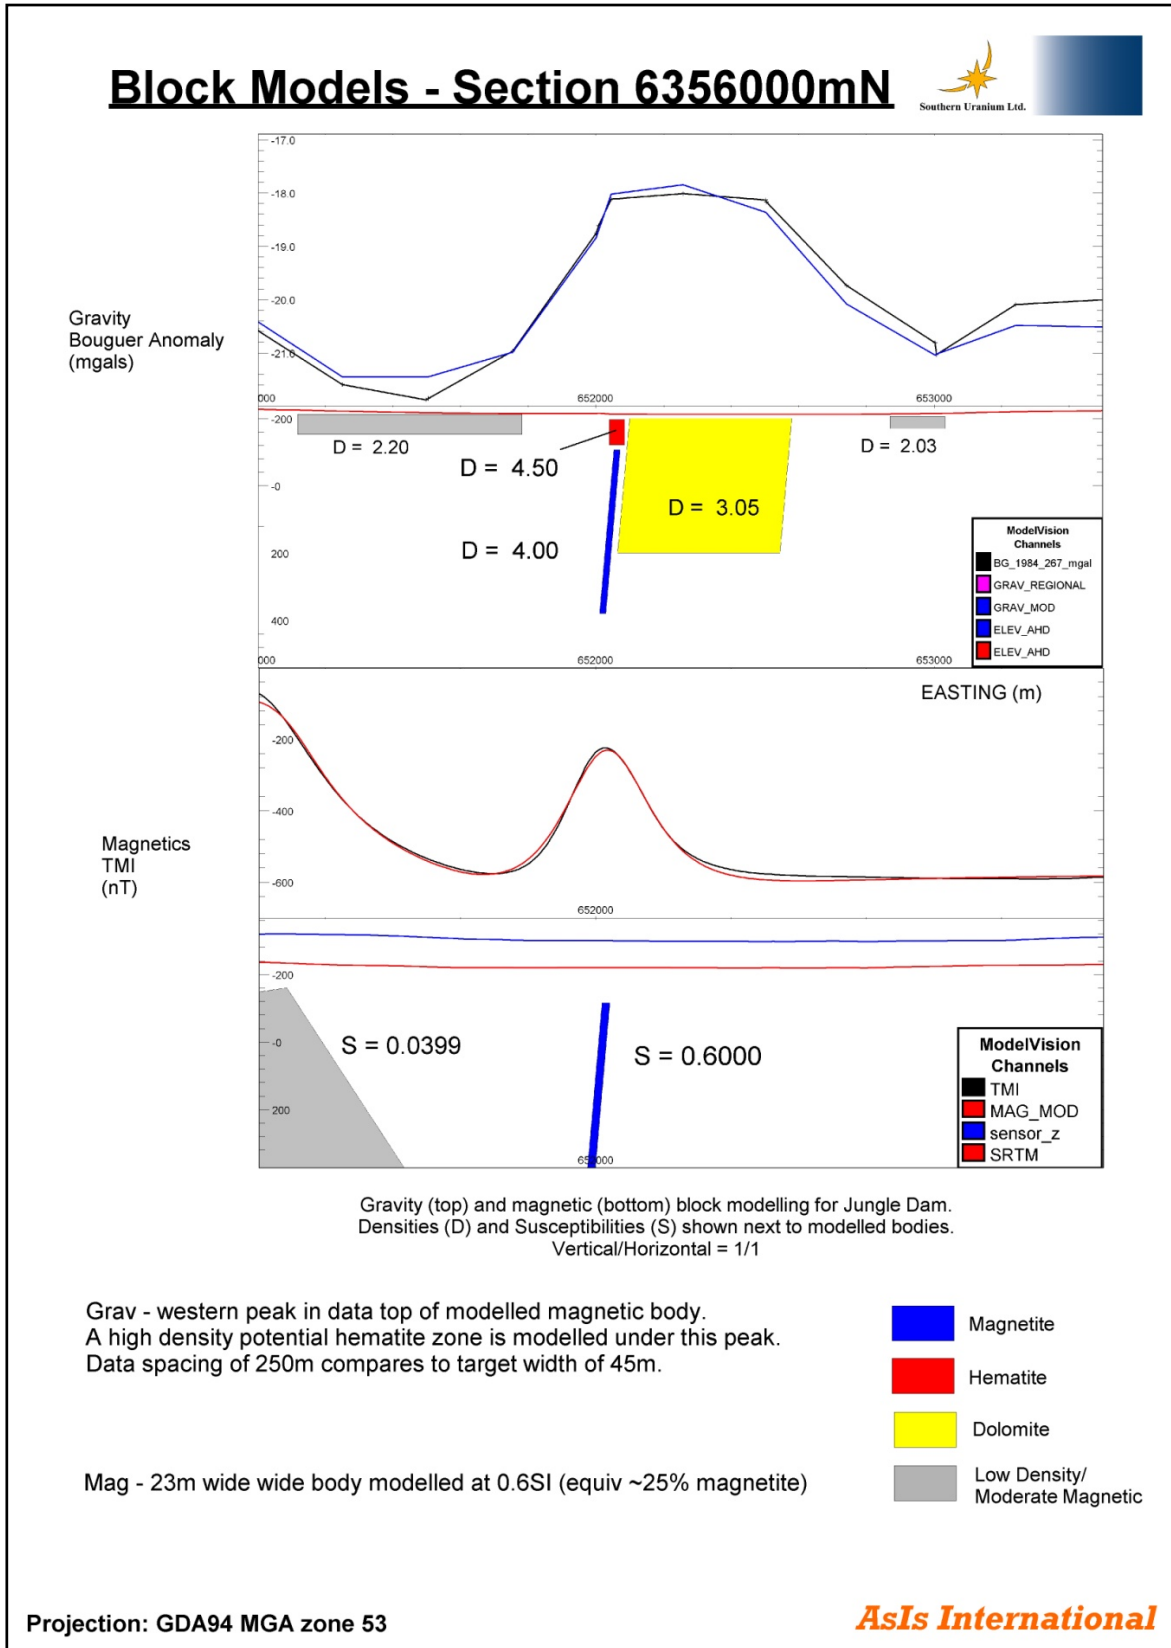 Block Models - Section 6356000mN
Southern Uranium Ltd.
-17.0
-18.0
-19.0
-20.0
-21.0
Gravity
Bouguer Anomaly
(mgals)
000
652000
653000
-200
-0
200
400
D = 2.20
D = 4.50
D = 4.00
D = 3.05
D = 2.03
ModelVision
Channels
BG_1984_267_mgal
GRAV_REGIONAL
GRAV_MOD
ELEV_AHD
ELEV_AHD
000
652000
653000
EASTING (m)
-200
-400
-600
Magnetics
TMI
(nT)
652000
-200
-0
200
S = 0.0399
S = 0.6000
ModelVision
Channels
TMI
MAG_MOD
sensor_z
SRTM
Gravity (top) and magnetic (bottom) block modelling for Jungle Dam.
Densities (D) and Susceptibilities (S) shown next to modelled bodies.
Vertical/Horizontal = 1/1
Grav - western peak in data top of modelled magnetic body.
A high density potential hematite zone is modelled under this peak.
Data spacing of 250m compares to target width of 45m.
Mag - 23m wide wide body modelled at 0.6SI (equiv ~25% magnetite)
Magnetite
Hematite
Dolomite
Low Density/
Moderate Magnetic
Projection: GDA94 MGA zone 53
AsIs International